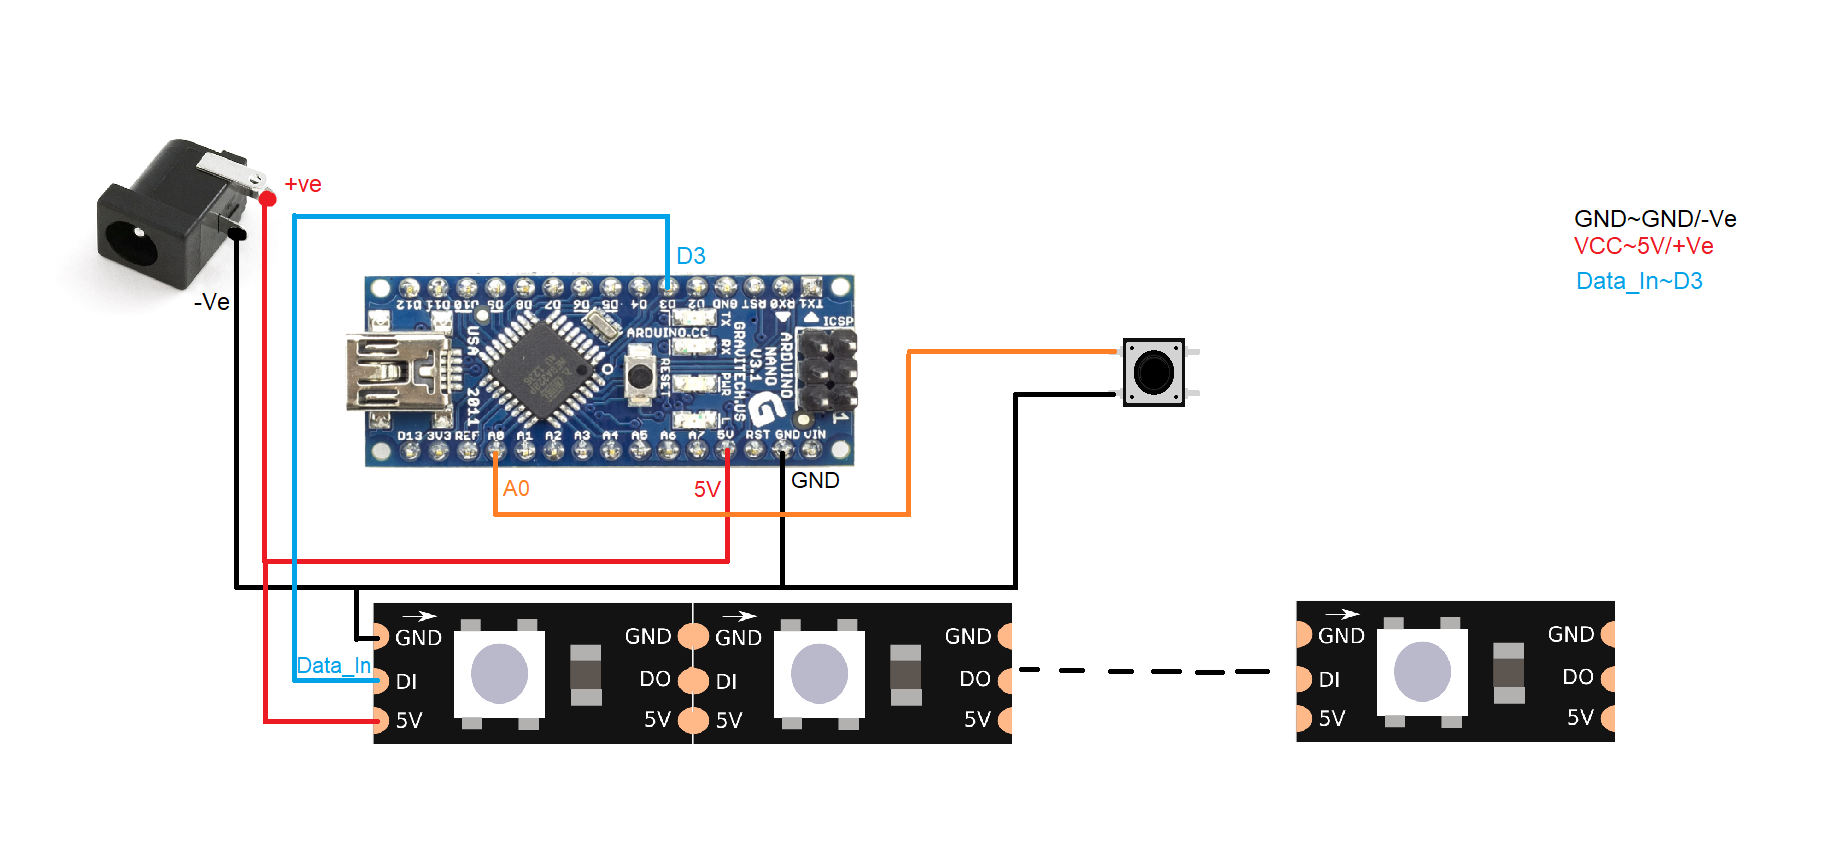 +ve
-Ve
GND~GND/-Ve
VCC~5V/+Ve
Data_In~D3
D3
D12 D11 D10 D9 D8 D7 D6 D5 D4 D3 D2 GND RST RX0 TX1
ICSP
TX
RX
PWR
L
1
ARDUINO.CC
USA
2011
RESET
GRAVITECH.US
ARDUINO
NANO
V3.1
G
D13 3V3 REF A0 A1 A2 A3 A4 A5 A6 A7 5V RST GND VIN
A0
5V
GND
Data_In
GND GND GND GND
DI DO DI DO
5V 5V 5V 5V
GND GND
DI DO
5V 5V